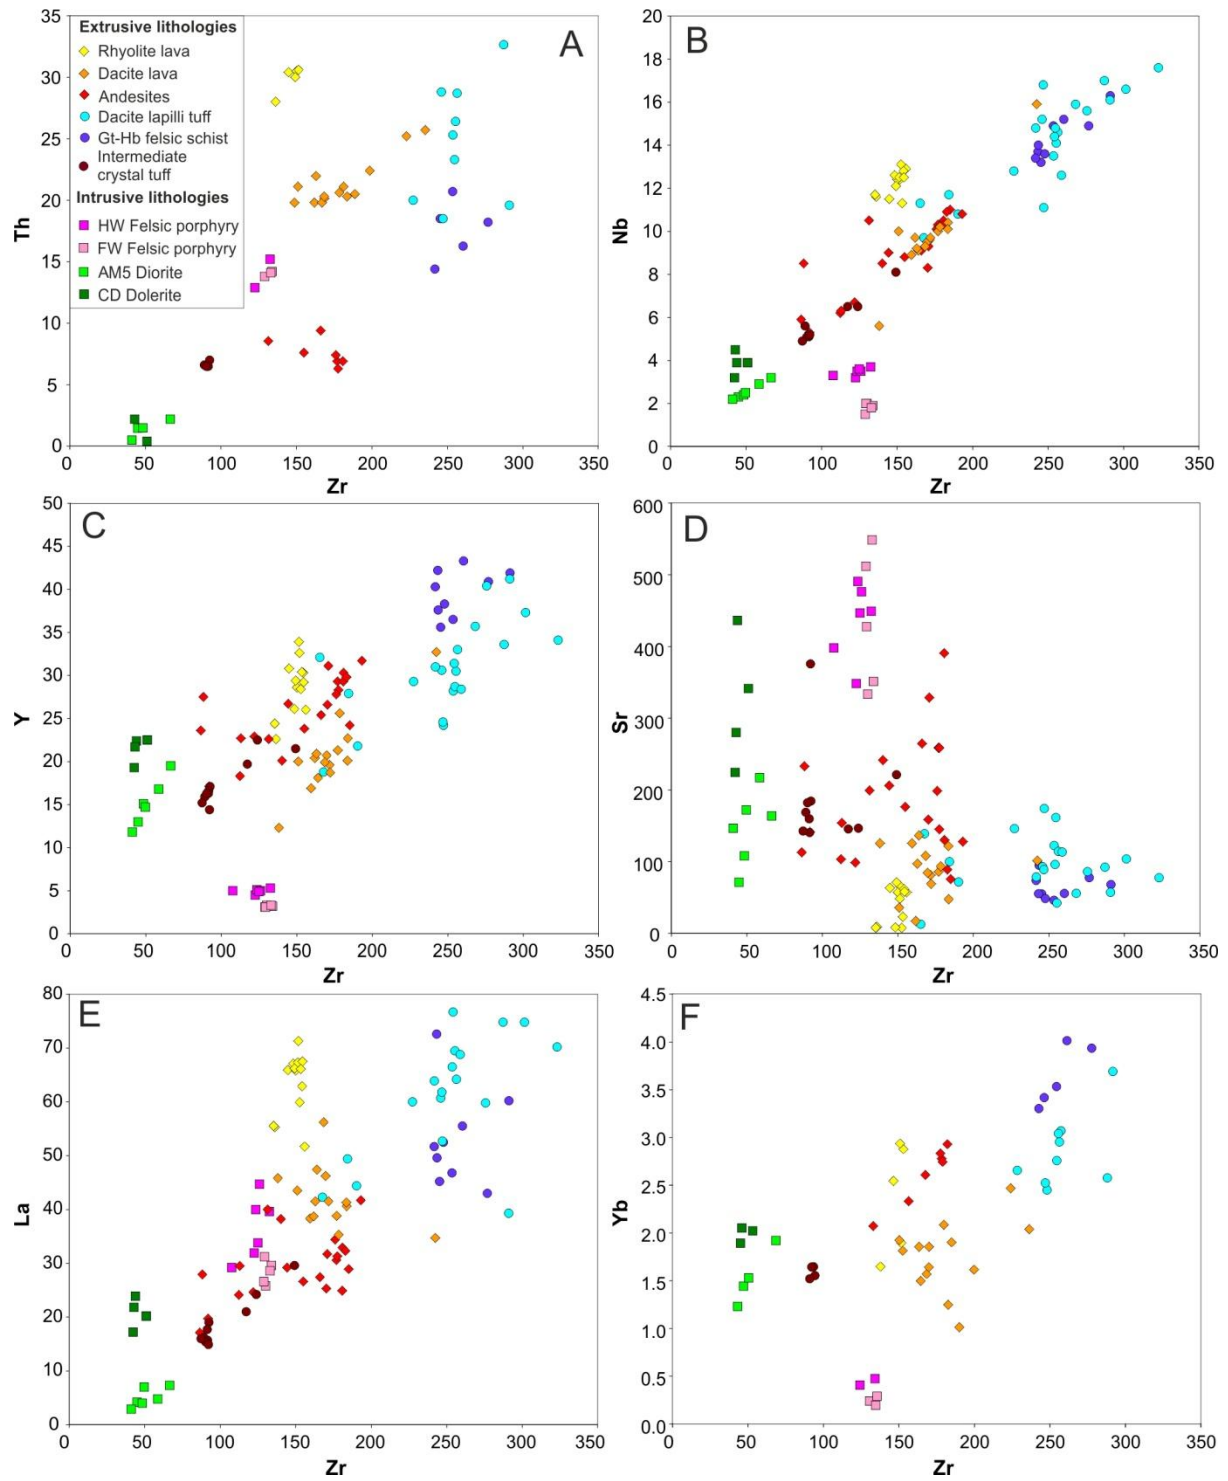 A
35
30
25
20
15
10
5
0
Th
Extrusive lithologies
Rhyolite lava
Dacite lava
Andesites
Dacite lapilli tuff
Gt-Hb felsic schist
Intermediate
crystal tuff
Intrusive lithologies
HW Felsic porphyry
FW Felsic porphyry
AM5 Diorite
CD Dolerite
0 50 100 150 200 250 300 350
Zr
B
20
18
16
14
12
10
8
6
4
2
0
Nb
0 50 100 150 200 250 300 350
Zr
C
50
45
40
35
30
25
20
15
10
5
0
Y
0 50 100 150 200 250 300 350
Zr
D
600
500
400
300
200
100
0
Sr
0 50 100 150 200 250 300 350
Zr
E
80
70
60
50
40
30
20
10
0
La
0 50 100 150 200 250 300 350
Zr
F
4.5
4.0
3.5
3.0
2.5
2.0
1.5
1.0
0.5
0.0
Yb
0 50 100 150 200 250 300 350
Zr